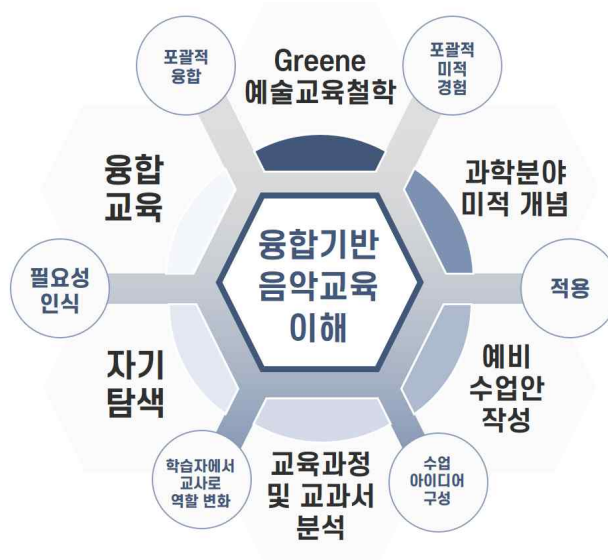 포괄적
융합
Greene
예술교육철학
포괄적
미적
경험
융합
교육
과학분야
미적 개념
융합기반
음악교육
이해
필요성
인식
적용
자기
탐색
예비
수업안
작성
학습자에서
교사로
역할 변화
교육과정
및 교과서
분석
수업
아이디어
구성